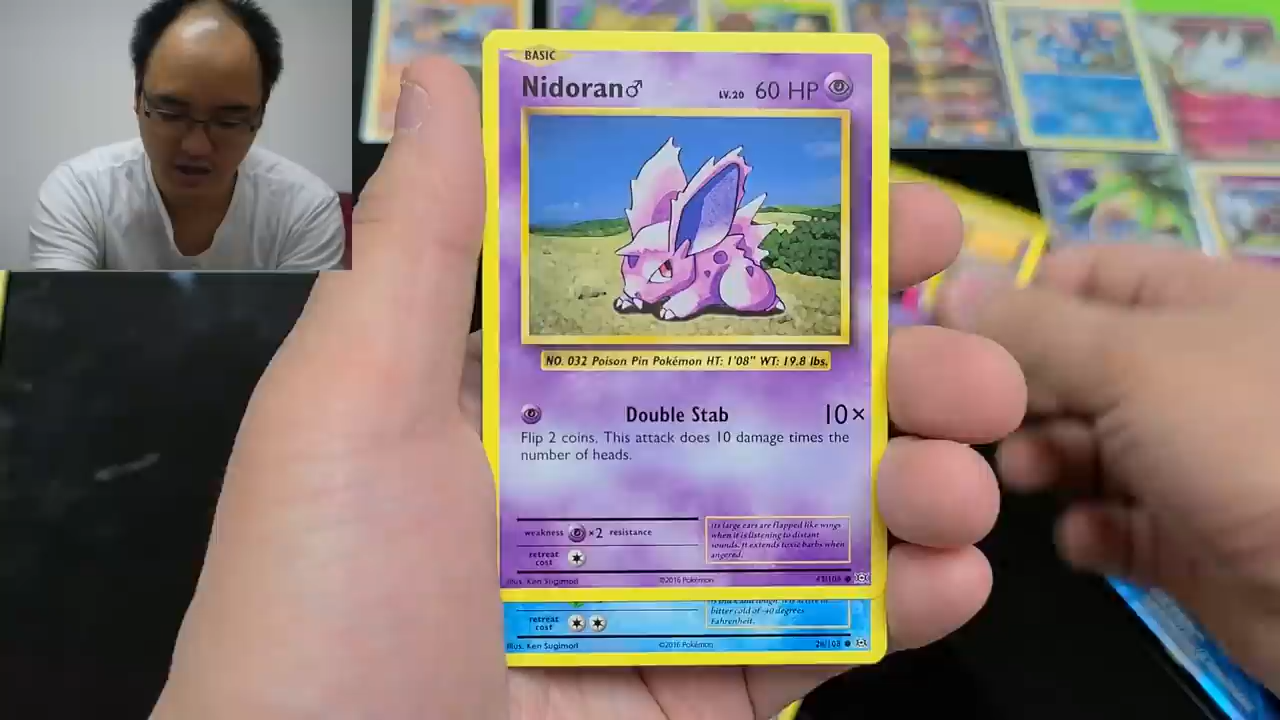 BASIC
Nidoran♂ LV.20 60 HP
NO. 032 Poison Pin Pokémon HT: 1'08" WT: 19.8 lbs.
Double Stab 10×
Flip 2 coins. This attack does 10 damage times the
number of heads.
weakness ×2 resistance
retreat
cost
Its large ears are flapped like wings
when it is listening to distant
sounds. It extends toxic barbs when
angered.
Illus. Ken Sugimori ©2016 Pokémon 43/108
bitter cold of -40 degrees
Fahrenheit.
retreat
cost
Illus. Ken Sugimori ©2016 Pokémon 28/108